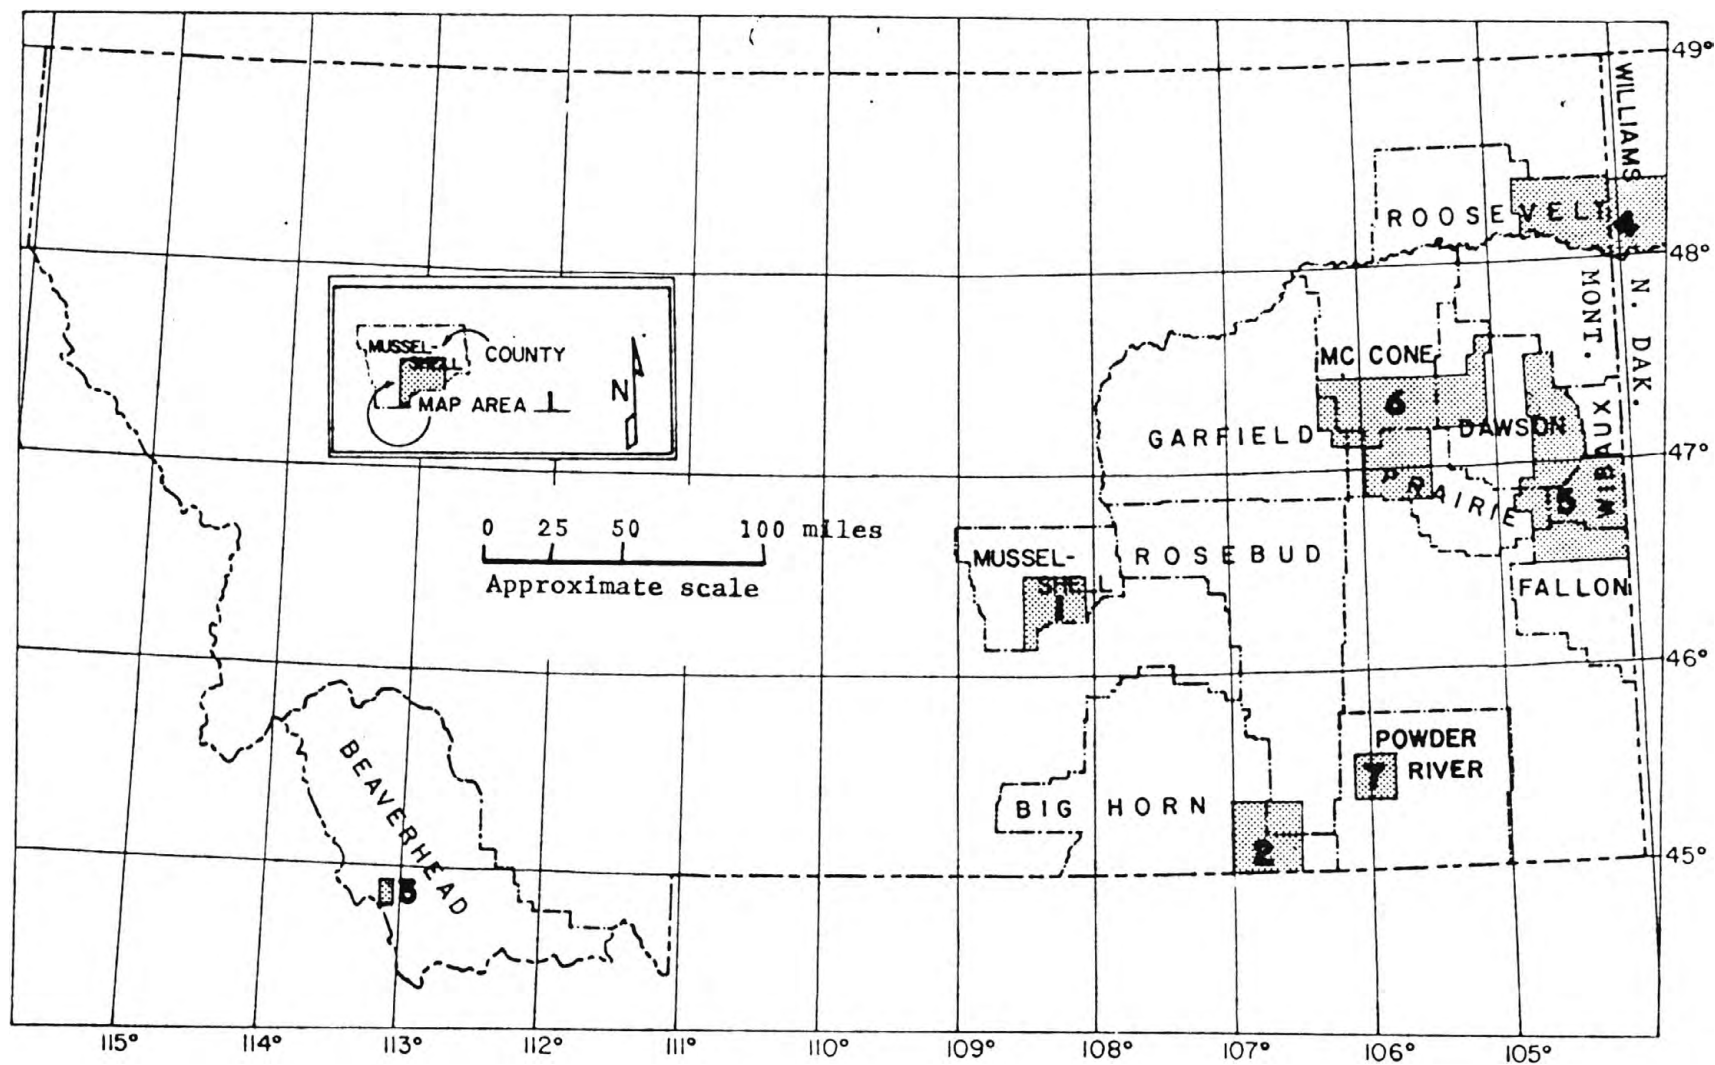 49°
WILLIAMS
ROOSEVELT
4
48°
MONT.
N. DAK.
MUSSEL-
SHELL
COUNTY
MAP AREA 1
N
MC CONE
6
GARFIELD
DAWSON
WIBAUX
47°
PRAIRIE
5
0 25 50 100 miles
Approximate scale
MUSSEL-
SHELL
1
ROSEBUD
FALLON
46°
BEAVERHEAD
POWDER
RIVER
7
BIG HORN
2
45°
3
115° 114° 113° 112° 111° 110° 109° 108° 107° 106° 105°